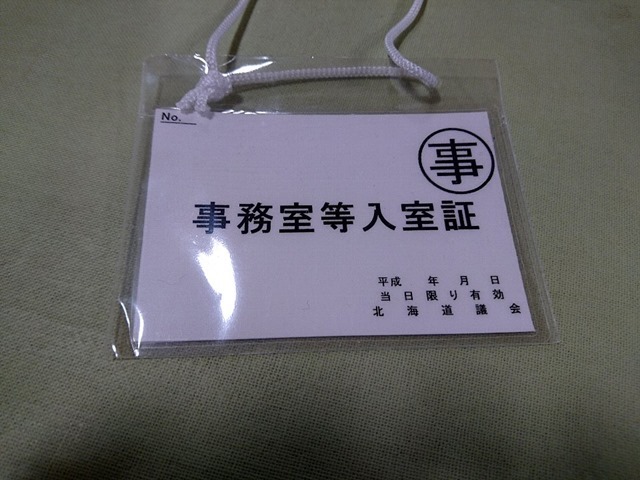 No.
事
事務室等入室証
平成 年 月 日
当日限り有効
北海道議会